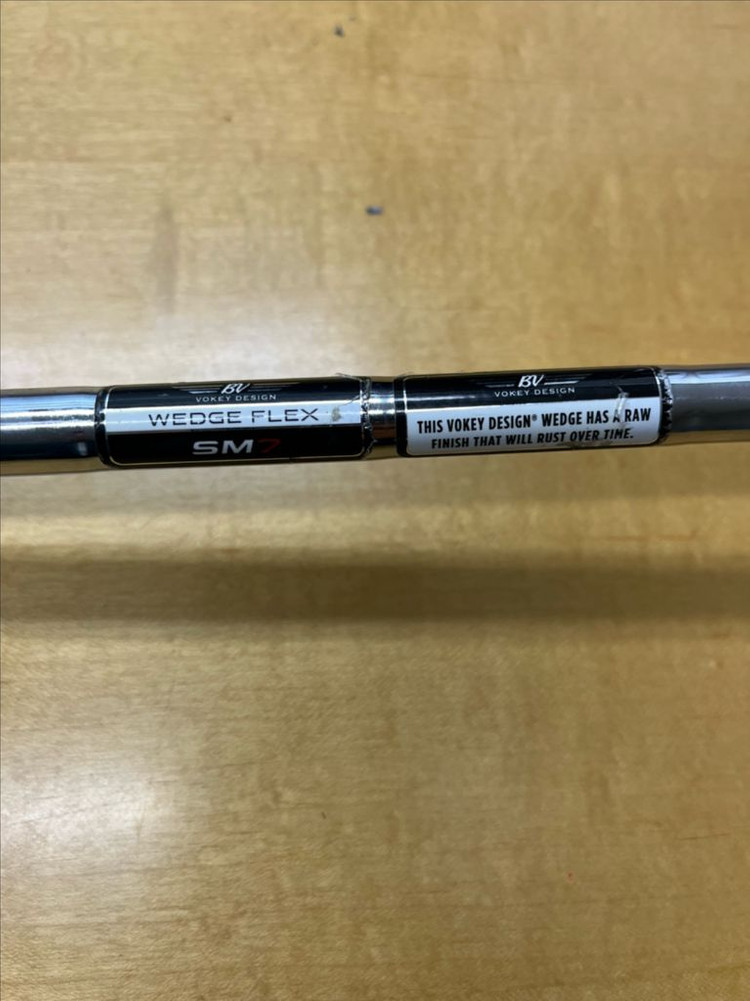 BV
VOKEY DESIGN
WEDGE FLEX
SM7
BV
VOKEY DESIGN
THIS VOKEY DESIGN® WEDGE HAS A RAW
FINISH THAT WILL RUST OVER TIME.